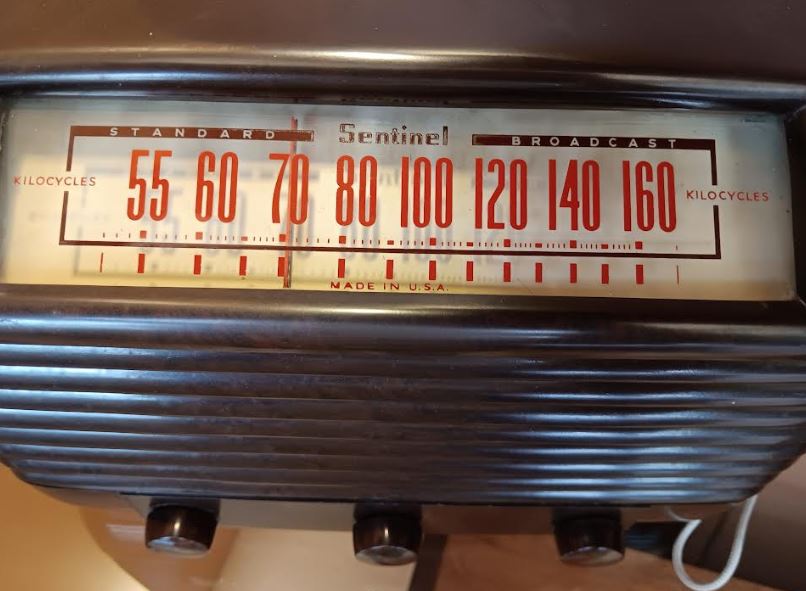 STANDARD Sentinel BROADCAST
KILOCYCLES 55 60 70 80 100 120 140 160 KILOCYCLES
MADE IN U.S.A.